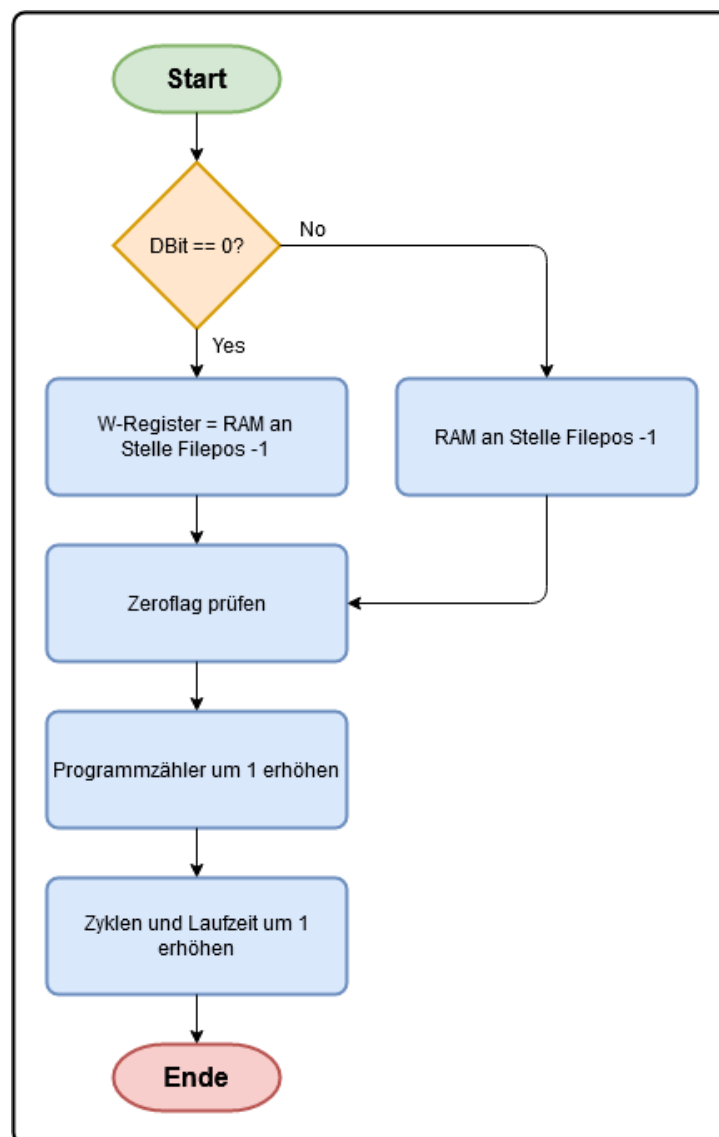 Start
DBit == 0?
No
Yes
W-Register = RAM an
Stelle Filepos -1
RAM an Stelle Filepos -1
Zeroflag prüfen
Programmzähler um 1 erhöhen
Zyklen und Laufzeit um 1
erhöhen
Ende